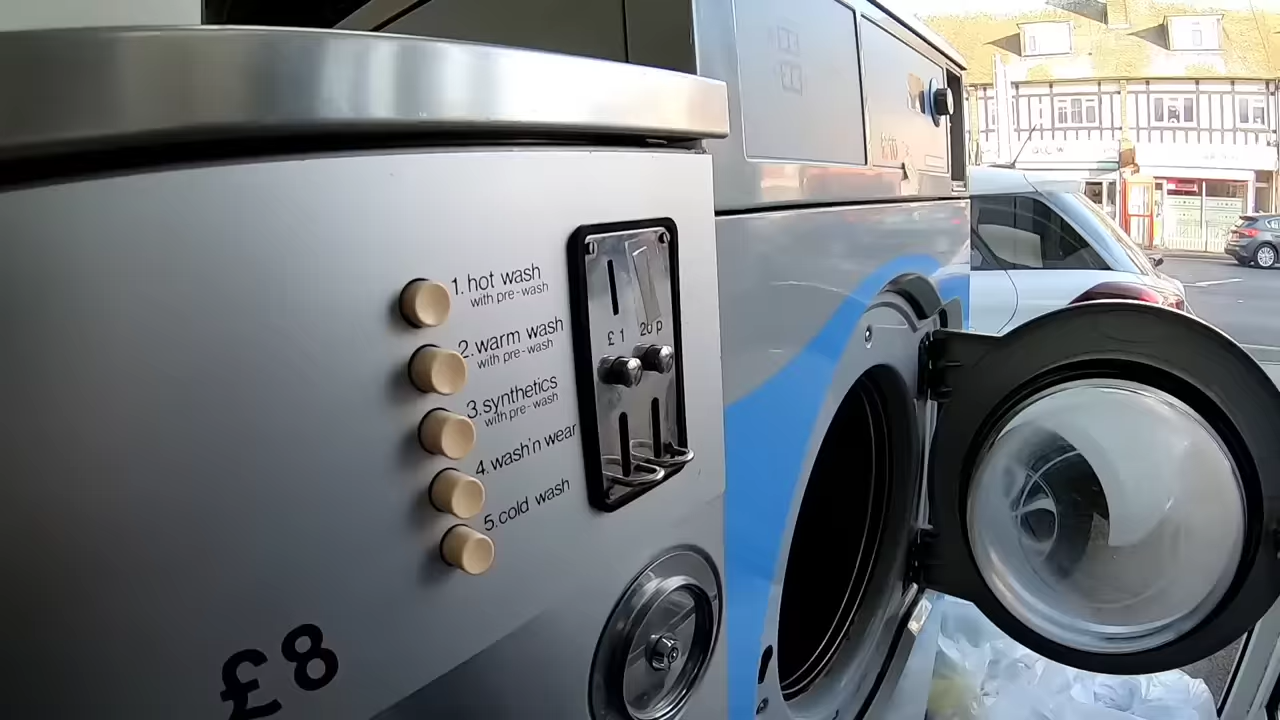 1. hot wash
with pre-wash
2. warm wash
with pre-wash
3. synthetics
with pre-wash
4. wash'n wear
5. cold wash
£ 1
20 p
£8